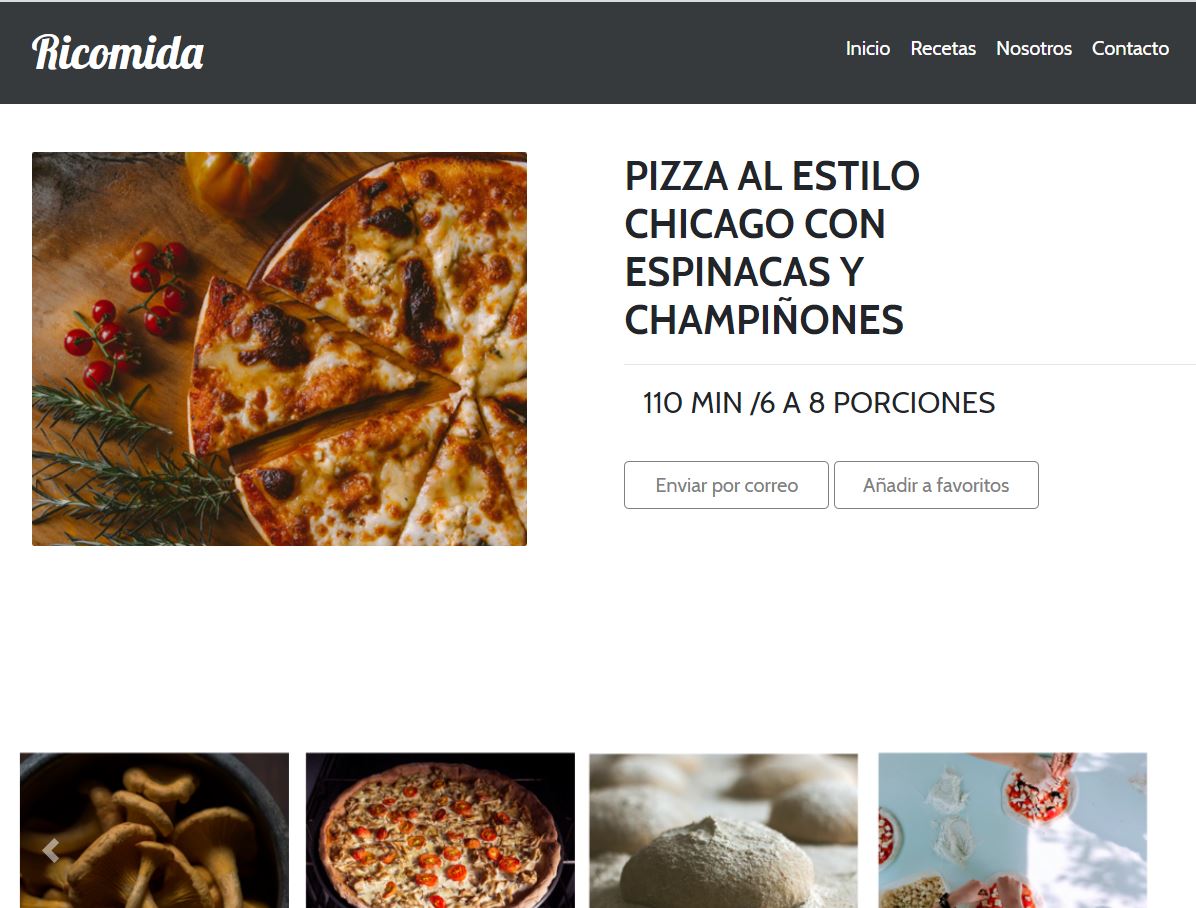 Ricomida
Inicio Recetas Nosotros Contacto
PIZZA AL ESTILO
CHICAGO CON
ESPINACAS Y
CHAMPIÑONES
110 MIN /6 A 8 PORCIONES
Enviar por correo
Añadir a favoritos